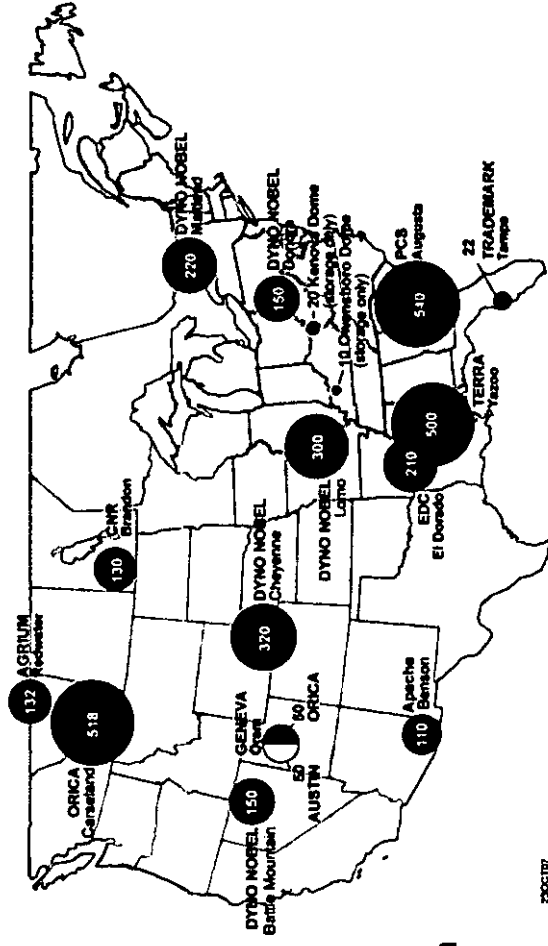 AGRIUM
Redwater
132
ORICA
Carseland
518
CNR
Brandon
130
DYNO NOBEL
Maitland
220
DYNO NOBEL
Battle Mountain
150
GENEVA
Orem
50
60
AUSTIN
ORICA
DYNO NOBEL
Cheyenne
320
DYNO NOBEL
Lomo
300
DYNO NOBEL
Donora
150
20 Kenova Dome
(storage only)
10 Owensboro Dome
(storage only)
Apache
Benson
110
EDC
El Dorado
210
TERRA
Yazoo
500
PCS
Augusta
540
22
TRADEMARK
Tampa
23OCT07